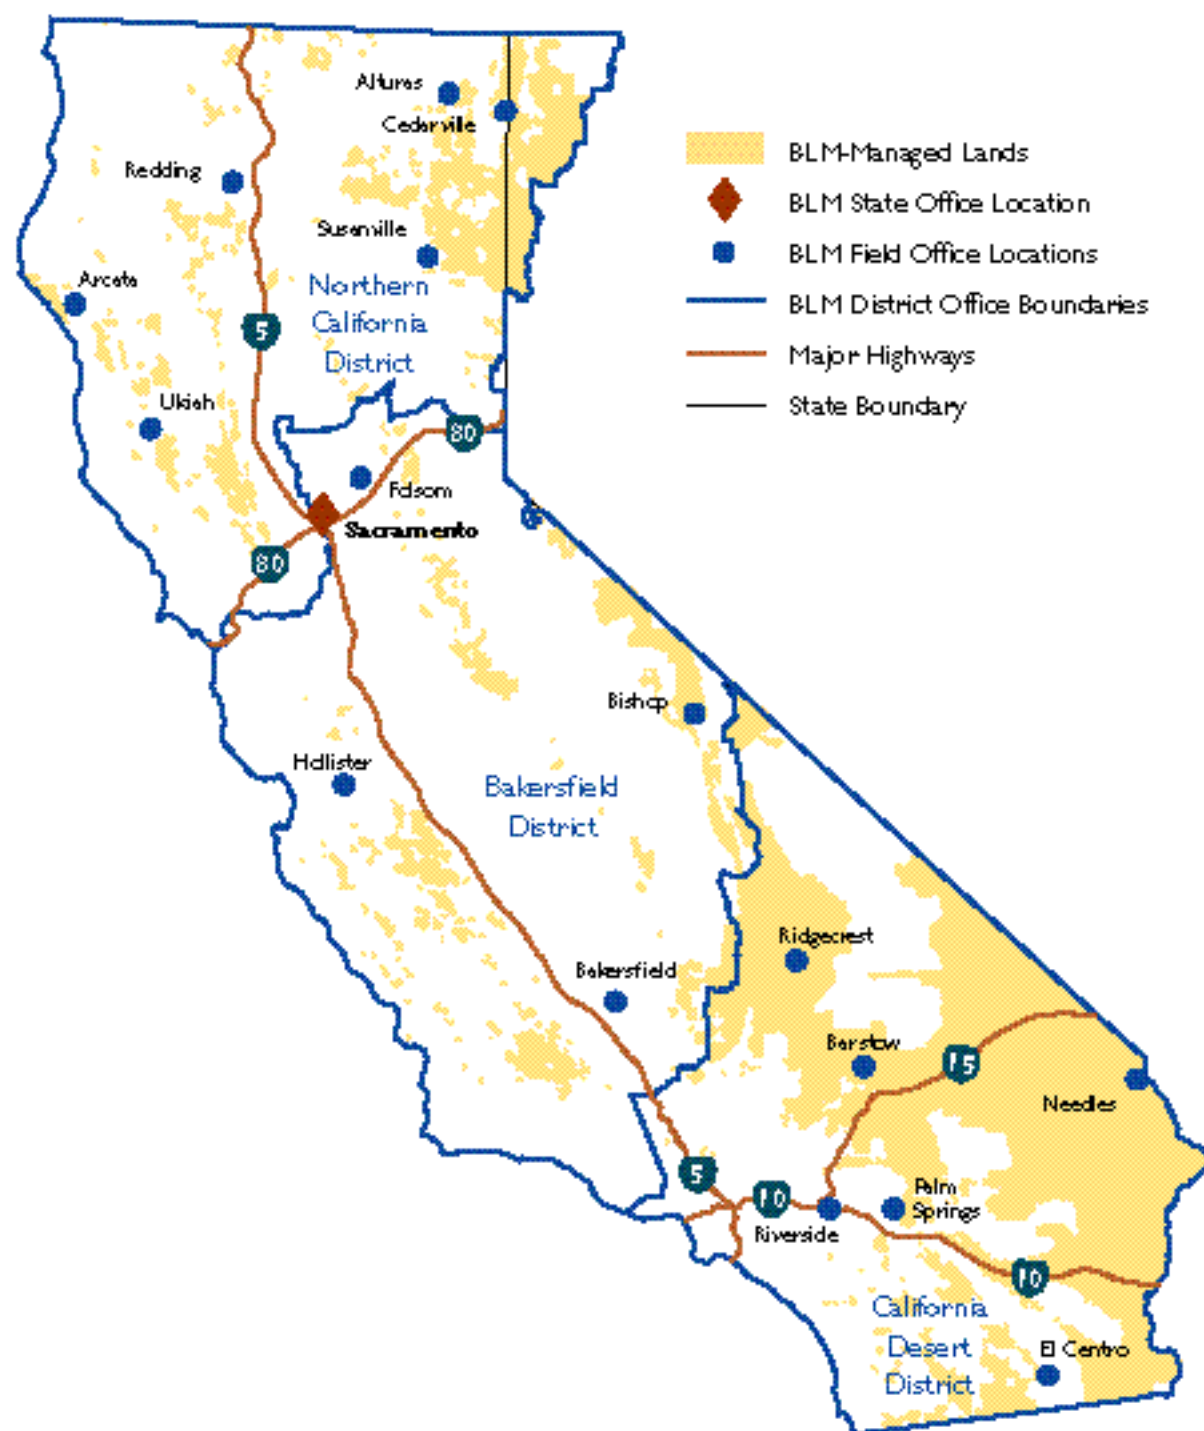 Alturas
Cedarville
Redding
Susanville
Arcata
Northern
California
District
5
Ukiah
80
Folsom
Sacramento
80
Bishop
Hollister
Bakersfield
District
Ridgecrest
Bakersfield
Barstow
15
Needles
5
10
Palm
Springs
Riverside
10
California
Desert
District
El Centro
BLM-Managed Lands
BLM State Office Location
BLM Field Office Locations
BLM District Office Boundaries
Major Highways
State Boundary